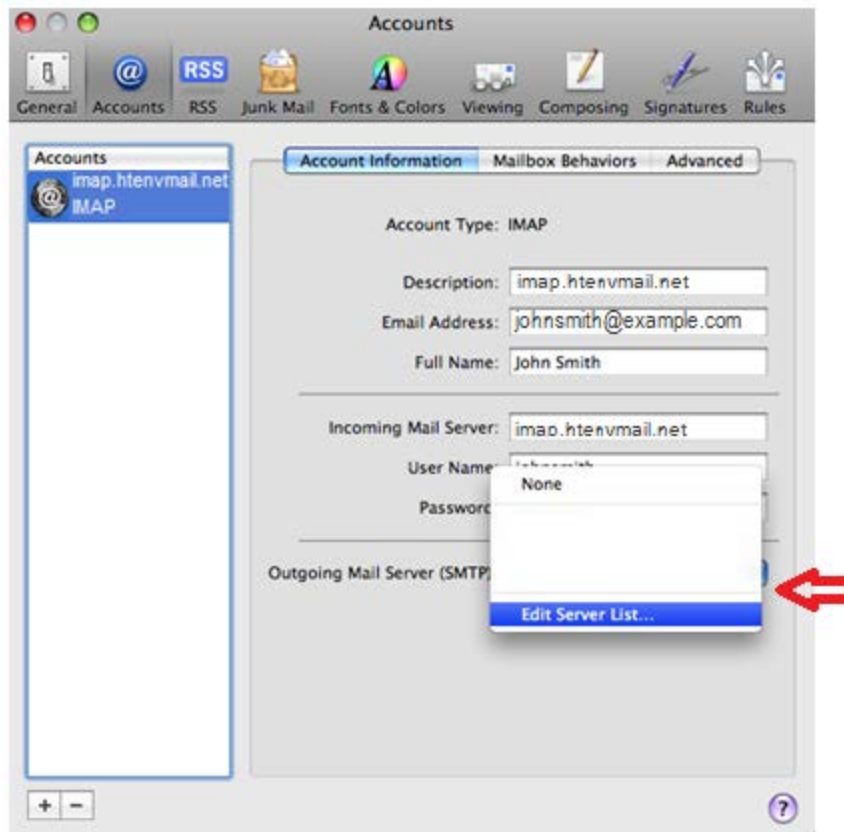 Accounts
RSS
General Accounts RSS Junk Mail Fonts & Colors Viewing Composing Signatures Rules
Accounts
imap.htenvmail.net
IMAP
Account Information Mailbox Behaviors Advanced
Account Type: IMAP
Description: imap.htenvmail.net
Email Address: johnsmith@example.com
Full Name: John Smith
Incoming Mail Server: imap.htenvmail.net
User Name:
None
Password
Outgoing Mail Server (SMTP)
Edit Server List...
+ − ?